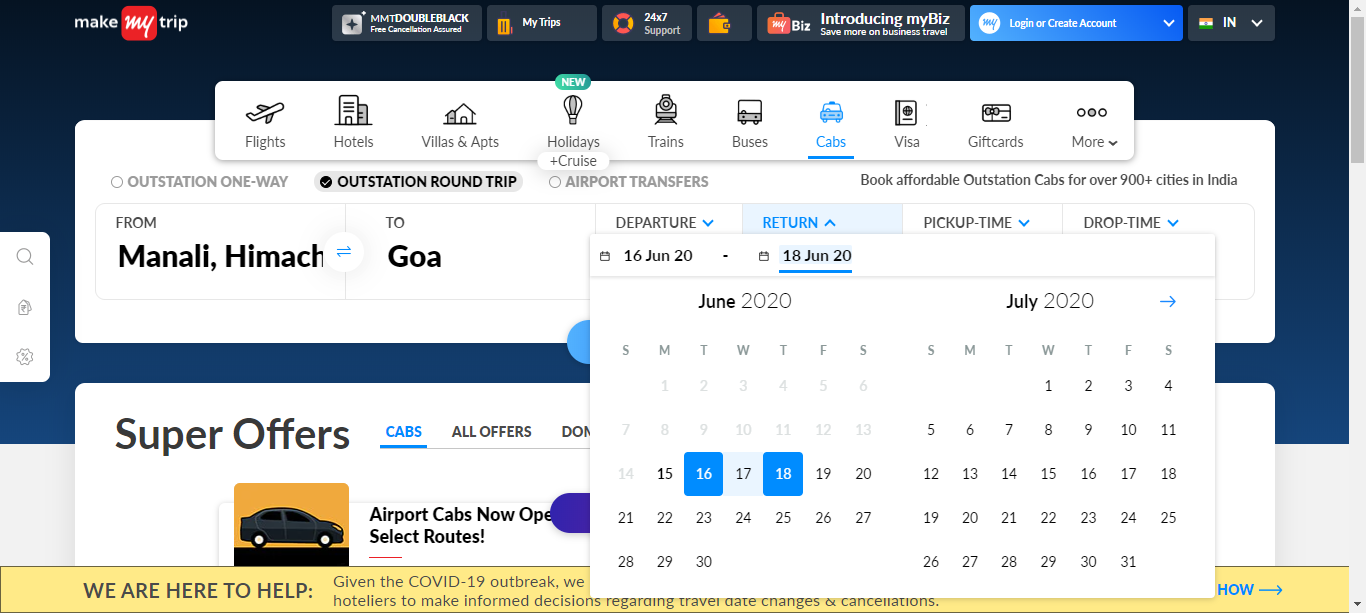 make my trip
MMTDOUBLEBLACK
Free Cancellation Assured
My Trips
24x7
Support
my Biz
Introducing myBiz
Save more on business travel
my
Login or Create Account
IN
NEW
Flights
Hotels
Villas & Apts
Holidays
Trains
Buses
Cabs
Visa
Giftcards
More
+Cruise
OUTSTATION ONE-WAY
OUTSTATION ROUND TRIP
AIRPORT TRANSFERS
Book affordable Outstation Cabs for over 900+ cities in India
FROM
Manali, Himach
TO
Goa
DEPARTURE
RETURN
PICKUP-TIME
DROP-TIME
16 Jun 20 - 18 Jun 20
June 2020
S M T W T F S
1 2 3 4 5 6
7 8 9 10 11 12 13
14 15 16 17 18 19 20
21 22 23 24 25 26 27
28 29 30
July 2020
S M T W T F S
1 2 3 4
5 6 7 8 9 10 11
12 13 14 15 16 17 18
19 20 21 22 23 24 25
26 27 28 29 30 31
Super Offers
CABS
ALL OFFERS
DOM
Airport Cabs Now Ope
Select Routes!
WE ARE HERE TO HELP:
Given the COVID-19 outbreak, we
hoteliers to make informed decisions regarding travel date changes & cancellations.
HOW